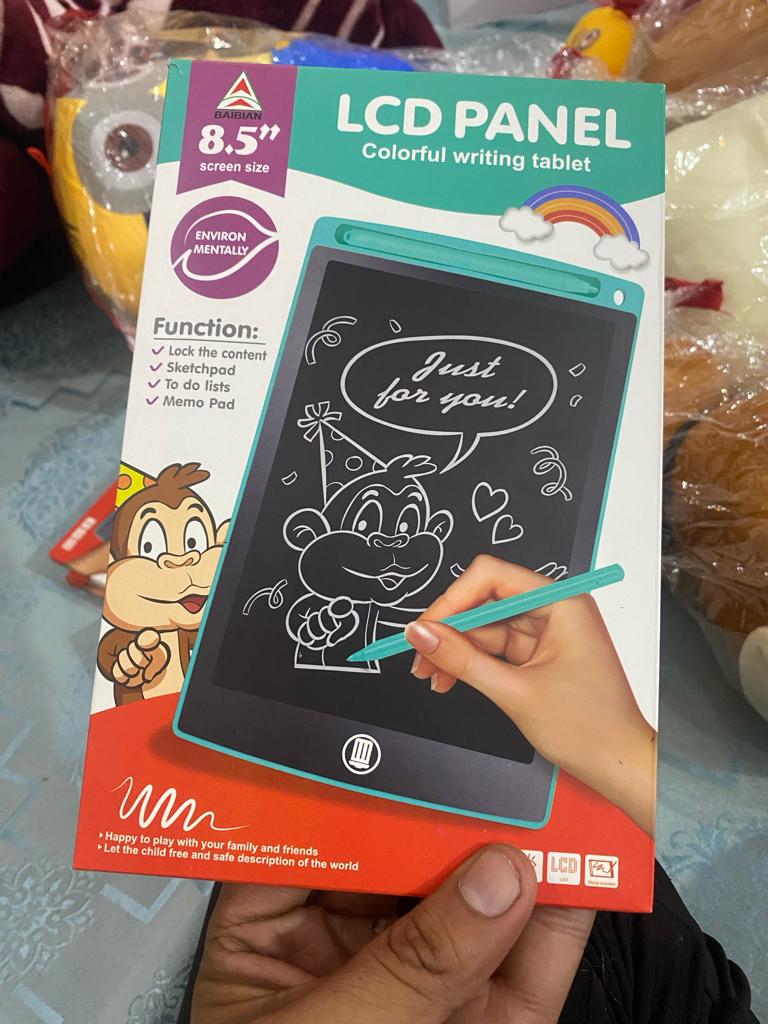 BAIBIAN
8.5"
screen size
LCD PANEL
Colorful writing tablet
ENVIRON
MENTALLY
Function:
Lock the content
Sketchpad
To do lists
Memo Pad
Just
for you!
Happy to play with your family and friends
Let the child free and safe description of the world
LCD
LCD